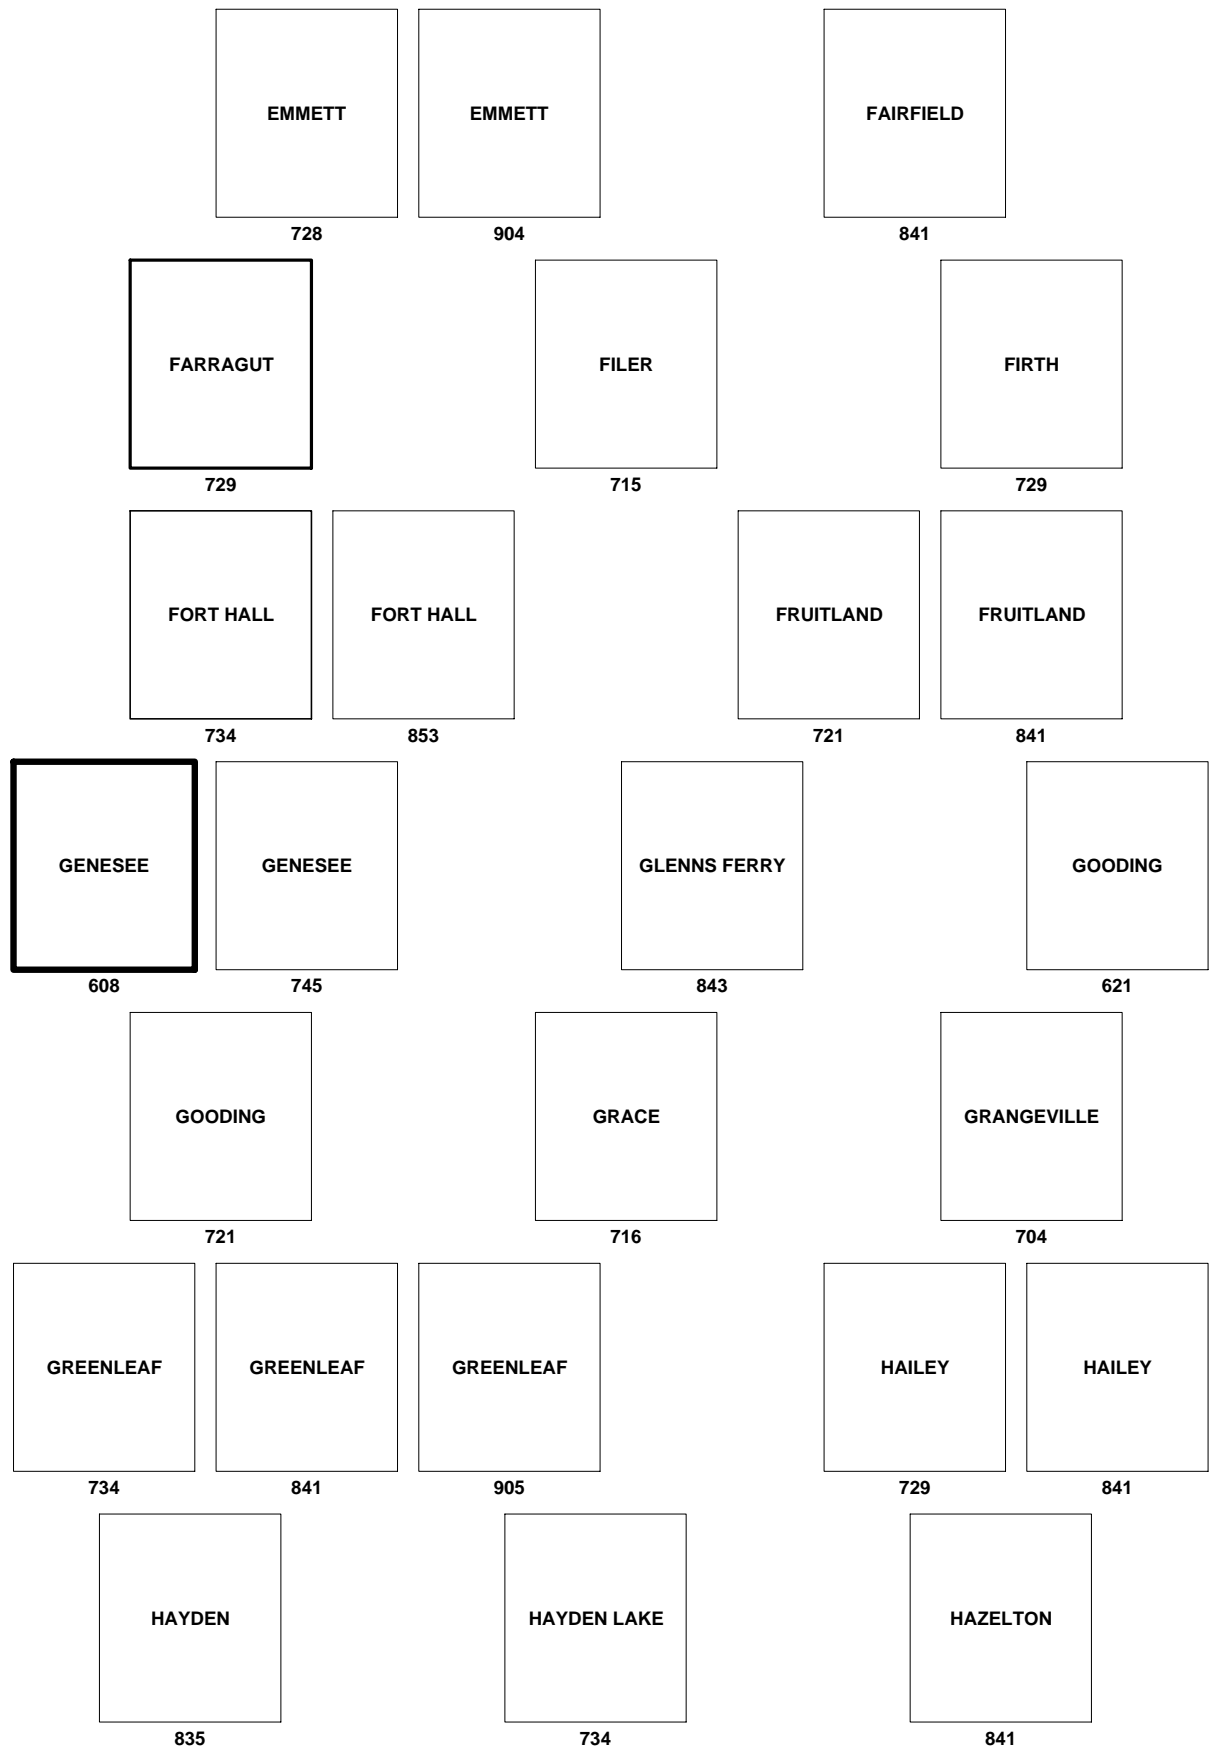 EMMETT EMMETT FAIRFIELD
728 904 841
FARRAGUT FILER FIRTH
729 715 729
FORT HALL FORT HALL FRUITLAND FRUITLAND
734 853 721 841
GENESEE GENESEE GLENNS FERRY GOODING
608 745 843 621
GOODING GRACE GRANGEVILLE
721 716 704
GREENLEAF GREENLEAF GREENLEAF HAILEY HAILEY
734 841 905 729 841
HAYDEN HAYDEN LAKE HAZELTON
835 734 841